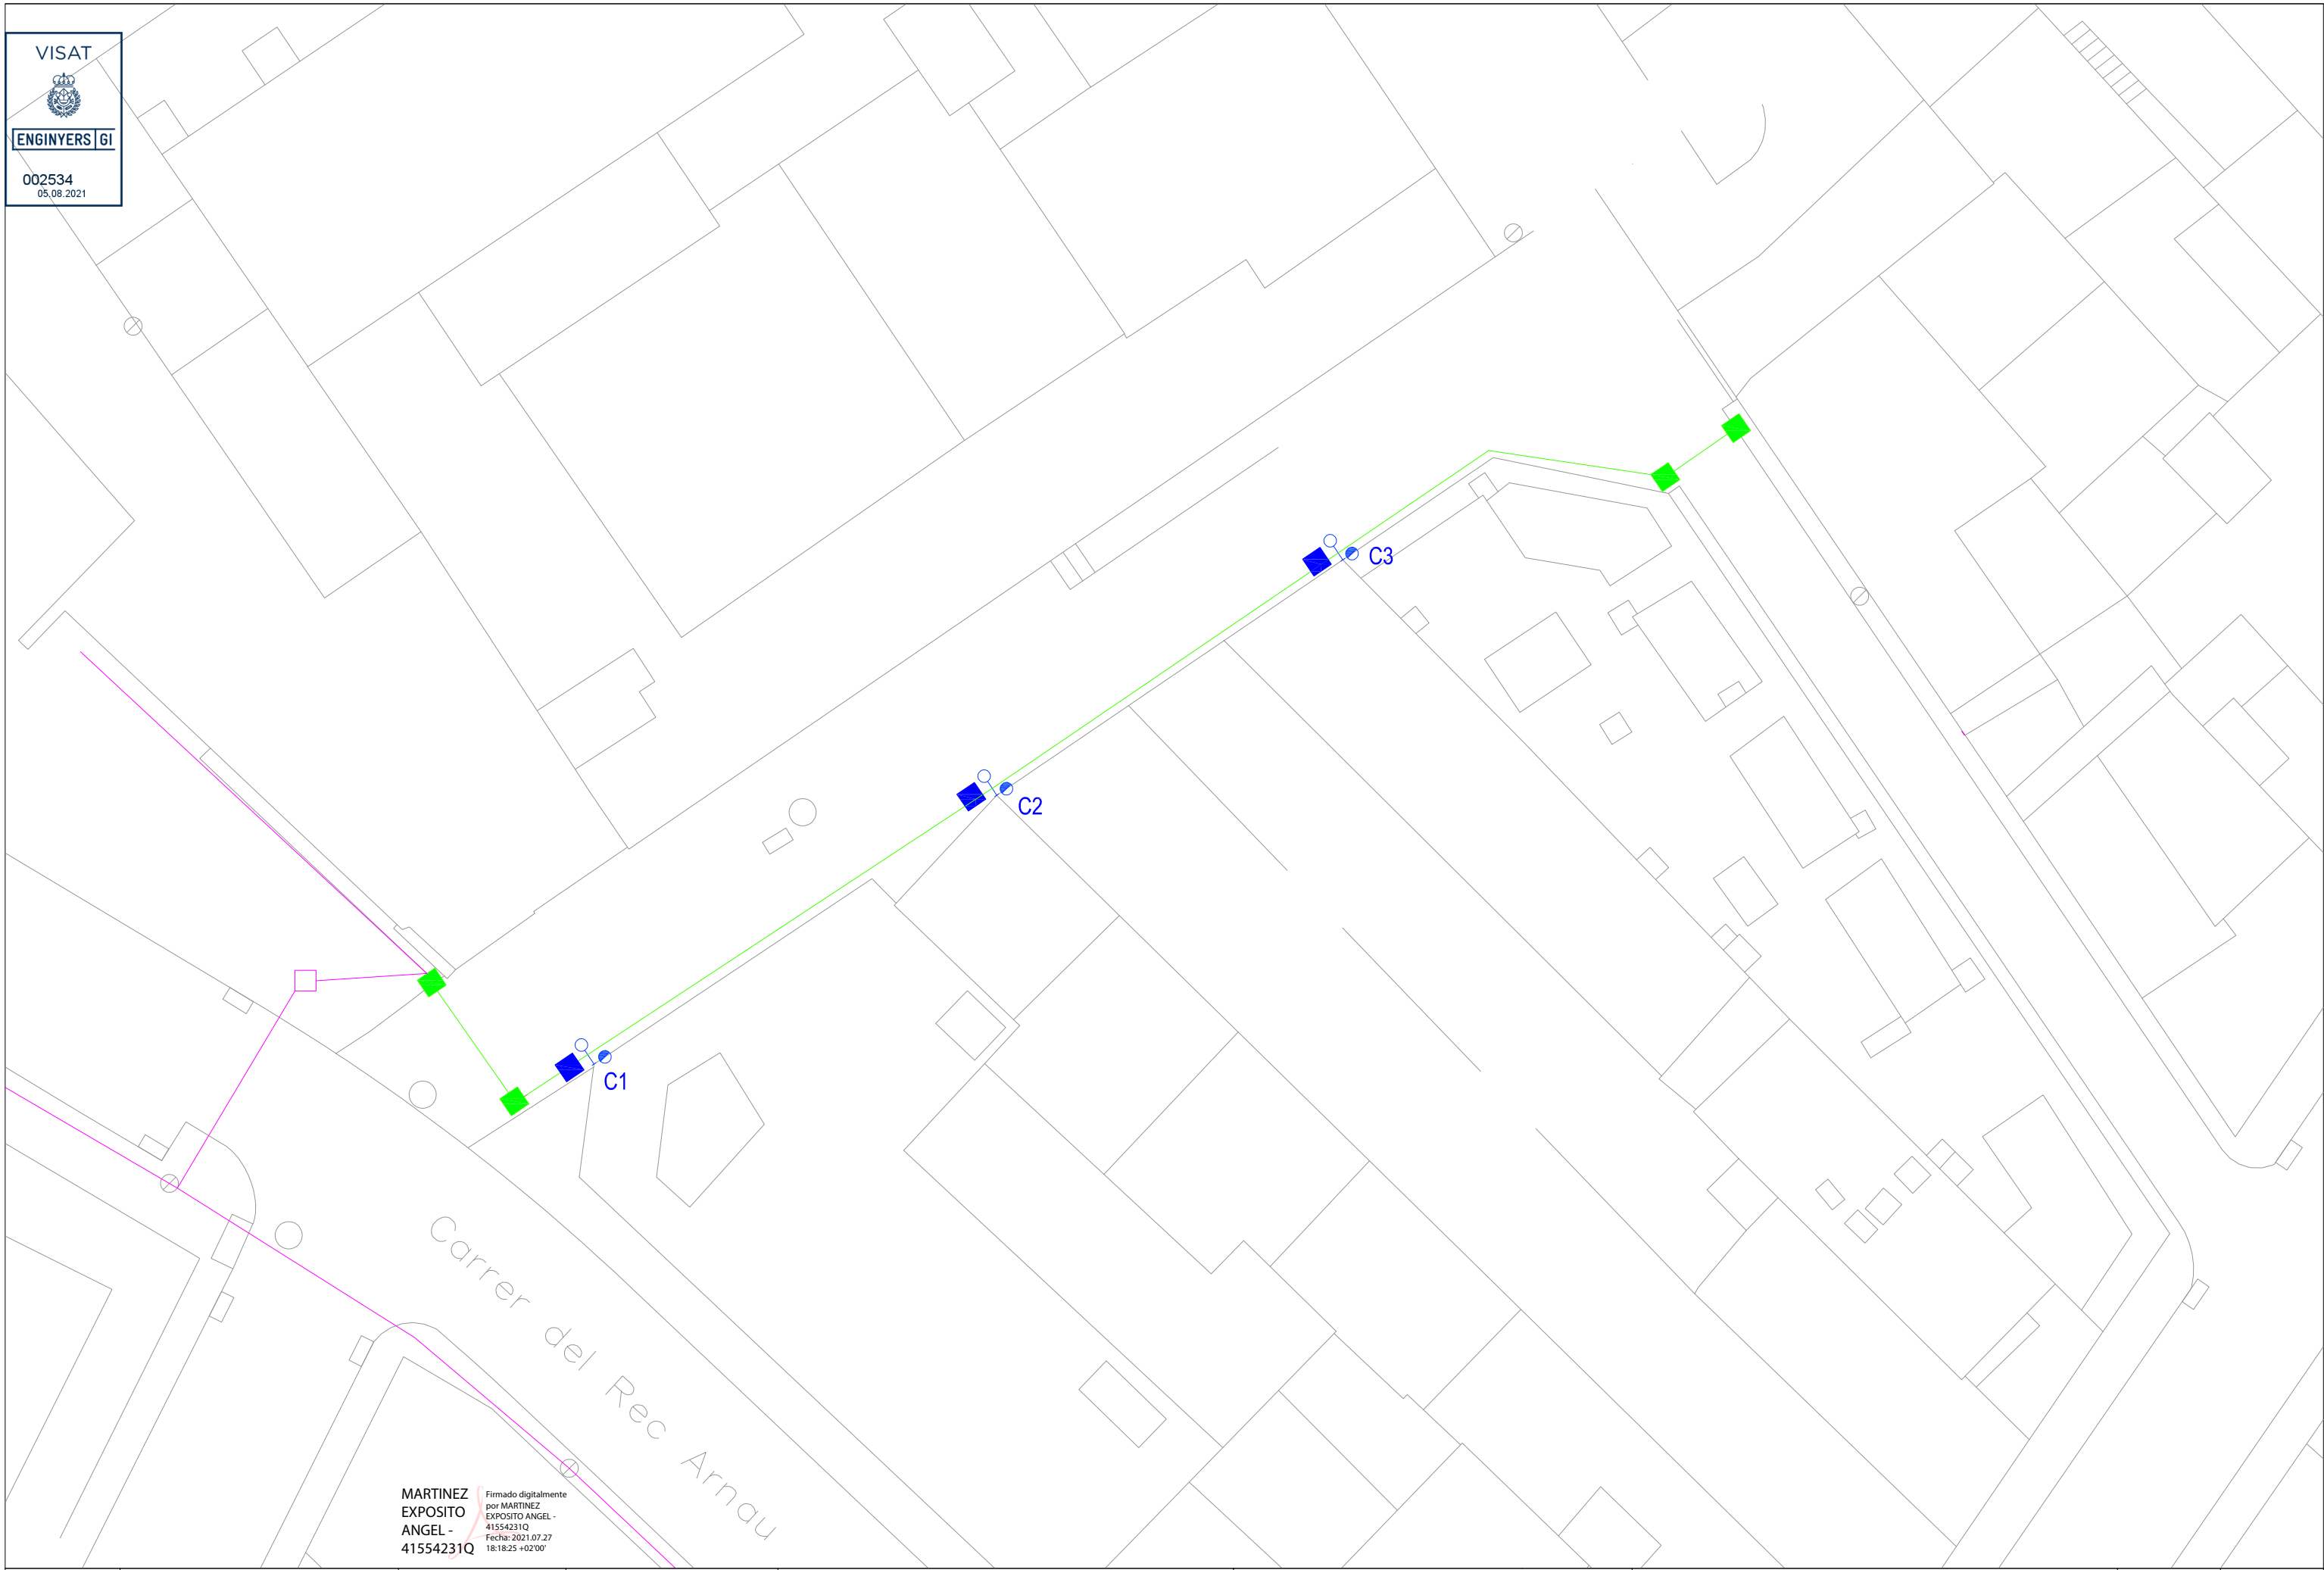 VISAT
ENGINYERS GI
002534
05.08.2021
C3
C2
C1
Carrer del Rec Arnau
MARTINEZ
EXPOSITO
ANGEL -
41554231Q
Firmado digitalmente
por MARTINEZ
EXPOSITO ANGEL -
41554231Q
Fecha: 2021.07.27
18:18:25 +02'00'